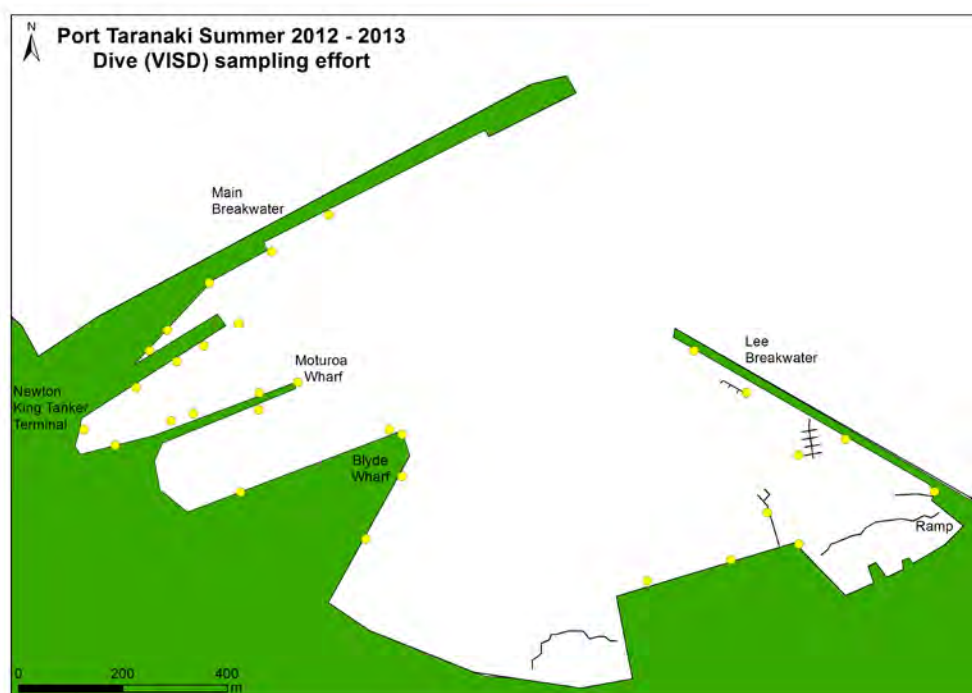 N
Port Taranaki Summer 2012 - 2013
Dive (VISD) sampling effort
Main
Breakwater
Lee
Breakwater
Moturoa
Wharf
Newton
King Tanker
Terminal
Blyde
Wharf
Ramp
0 200 400
m